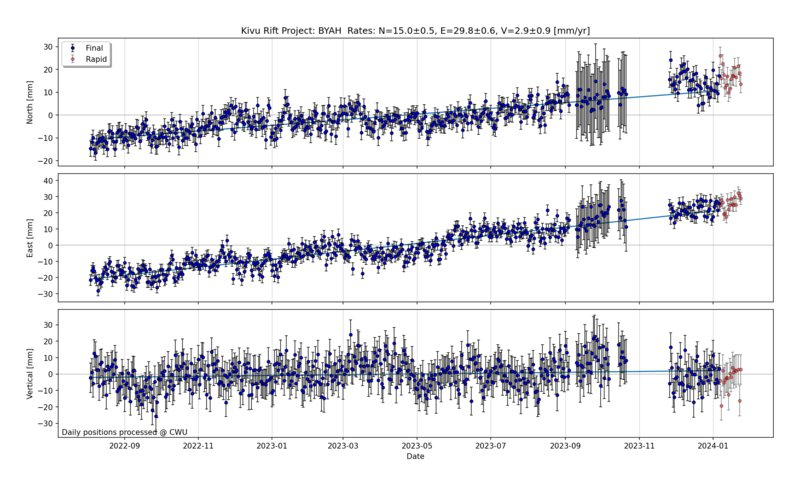 Kivu Rift Project: BYAH Rates: N=15.0±0.5, E=29.8±0.6, V=2.9±0.9 [mm/yr]
Final
Rapid
North [mm]
30
20
10
0
−10
−20
East [mm]
40
30
20
10
0
−10
−20
−30
Vertical [mm]
30
20
10
0
−10
−20
−30
Daily positions processed @ CWU
2022-09 2022-11 2023-01 2023-03 2023-05 2023-07 2023-09 2023-11 2024-01
Date